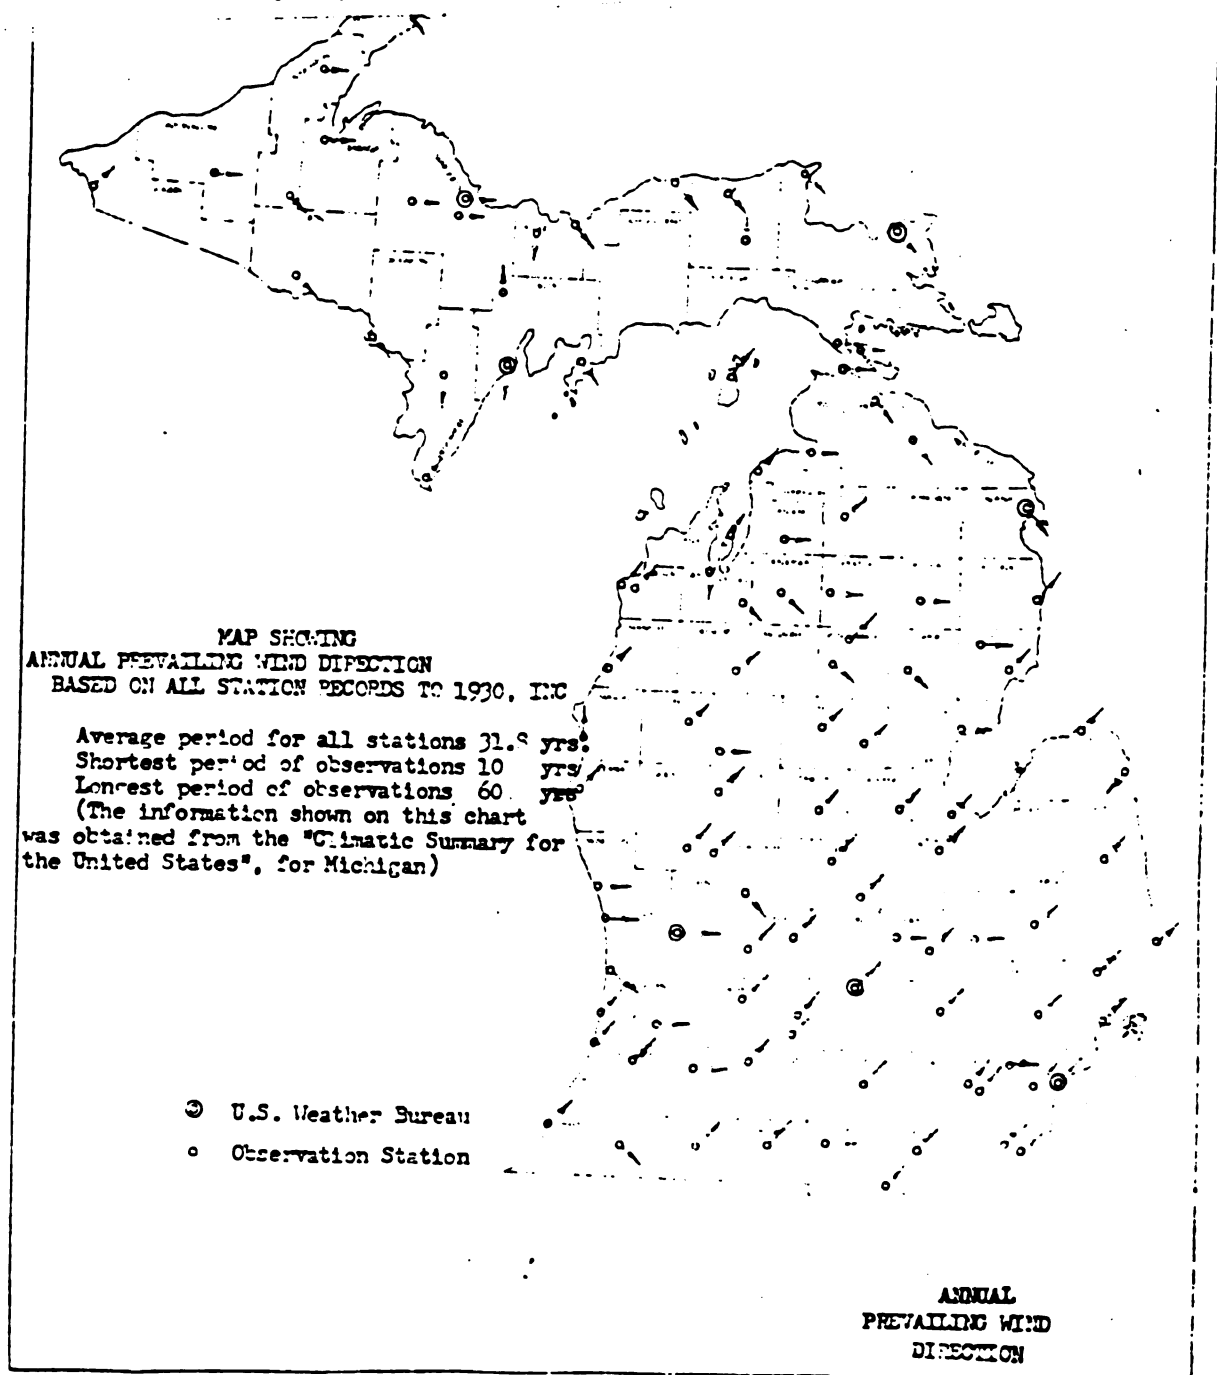 MAP SHOWING
ANNUAL PREVAILING WIND DIRECTION
BASED ON ALL STATION RECORDS TO 1930, INC
Average period for all stations 31.8 yrs.
Shortest period of observations 10 yrs
Longest period of observations 60 yrs
(The information shown on this chart
was obtained from the "Climatic Summary for
the United States", for Michigan)
U.S. Weather Bureau
Observation Station
ANNUAL
PREVAILING WIND
DIRECTION